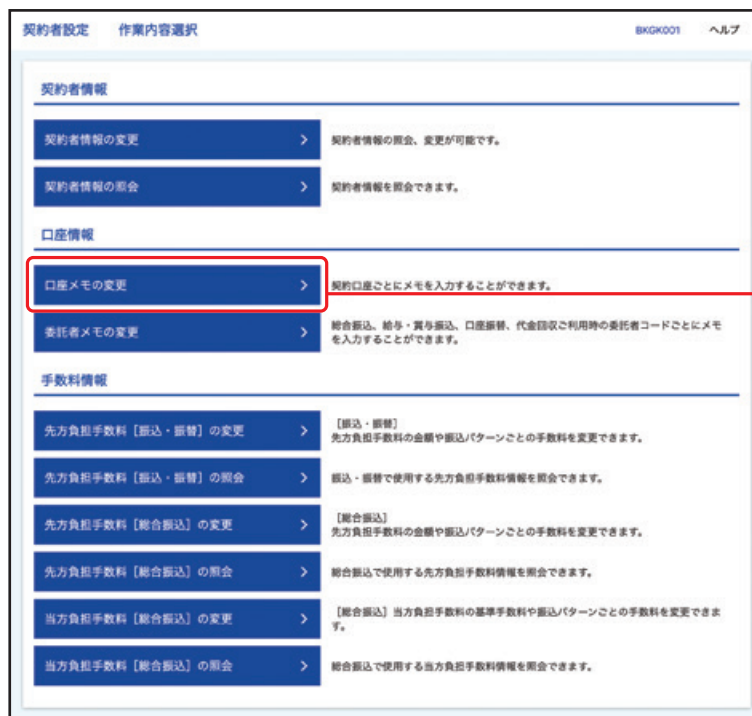 契約者設定 作業内容選択 BKGK001 ヘルプ
契約者情報
契約者情報の変更 契約者情報の照会、変更が可能です。
契約者情報の照会 契約者情報を照会できます。
口座情報
口座メモの変更 契約口座ごとにメモを入力することができます。
委託者メモの変更 総合振込、給与・賞与振込、口座振替、代金回収ご利用時の委託者コードごとにメモ
を入力することができます。
手数料情報
先方負担手数料［振込・振替］の変更 ［振込・振替］
先方負担手数料の金額や振込パターンごとの手数料を変更できます。
先方負担手数料［振込・振替］の照会 振込・振替で使用する先方負担手数料情報を照会できます。
先方負担手数料［総合振込］の変更 ［総合振込］
先方負担手数料の金額や振込パターンごとの手数料を変更できます。
先方負担手数料［総合振込］の照会 総合振込で使用する先方負担手数料情報を照会できます。
当方負担手数料［総合振込］の変更 ［総合振込］当方負担手数料の基準手数料や振込パターンごとの手数料を変更できま
す。
当方負担手数料［総合振込］の照会 総合振込で使用する当方負担手数料情報を照会できます。